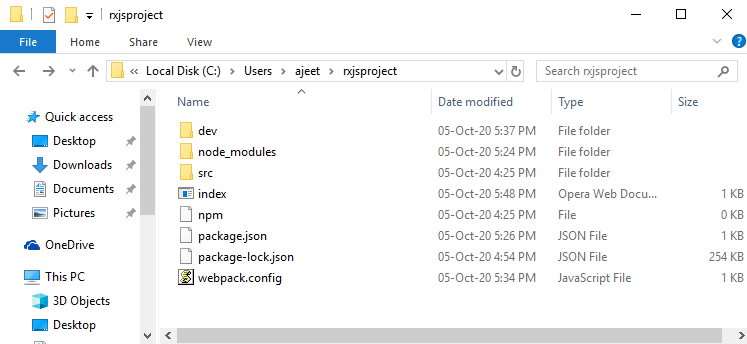 rxjsproject
File Home Share View
Local Disk (C:) Users ajeet rxjsproject Search rxjsproject
Name Date modified Type Size
Quick access
Desktop
Downloads
Documents
Pictures
OneDrive
This PC
3D Objects
Desktop
dev 05-Oct-20 5:37 PM File folder
node_modules 05-Oct-20 5:24 PM File folder
src 05-Oct-20 4:25 PM File folder
index 05-Oct-20 5:48 PM Opera Web Docu... 1 KB
npm 05-Oct-20 4:25 PM File 0 KB
package.json 05-Oct-20 5:26 PM JSON File 1 KB
package-lock.json 05-Oct-20 4:54 PM JSON File 254 KB
webpack.config 05-Oct-20 5:34 PM JavaScript File 1 KB